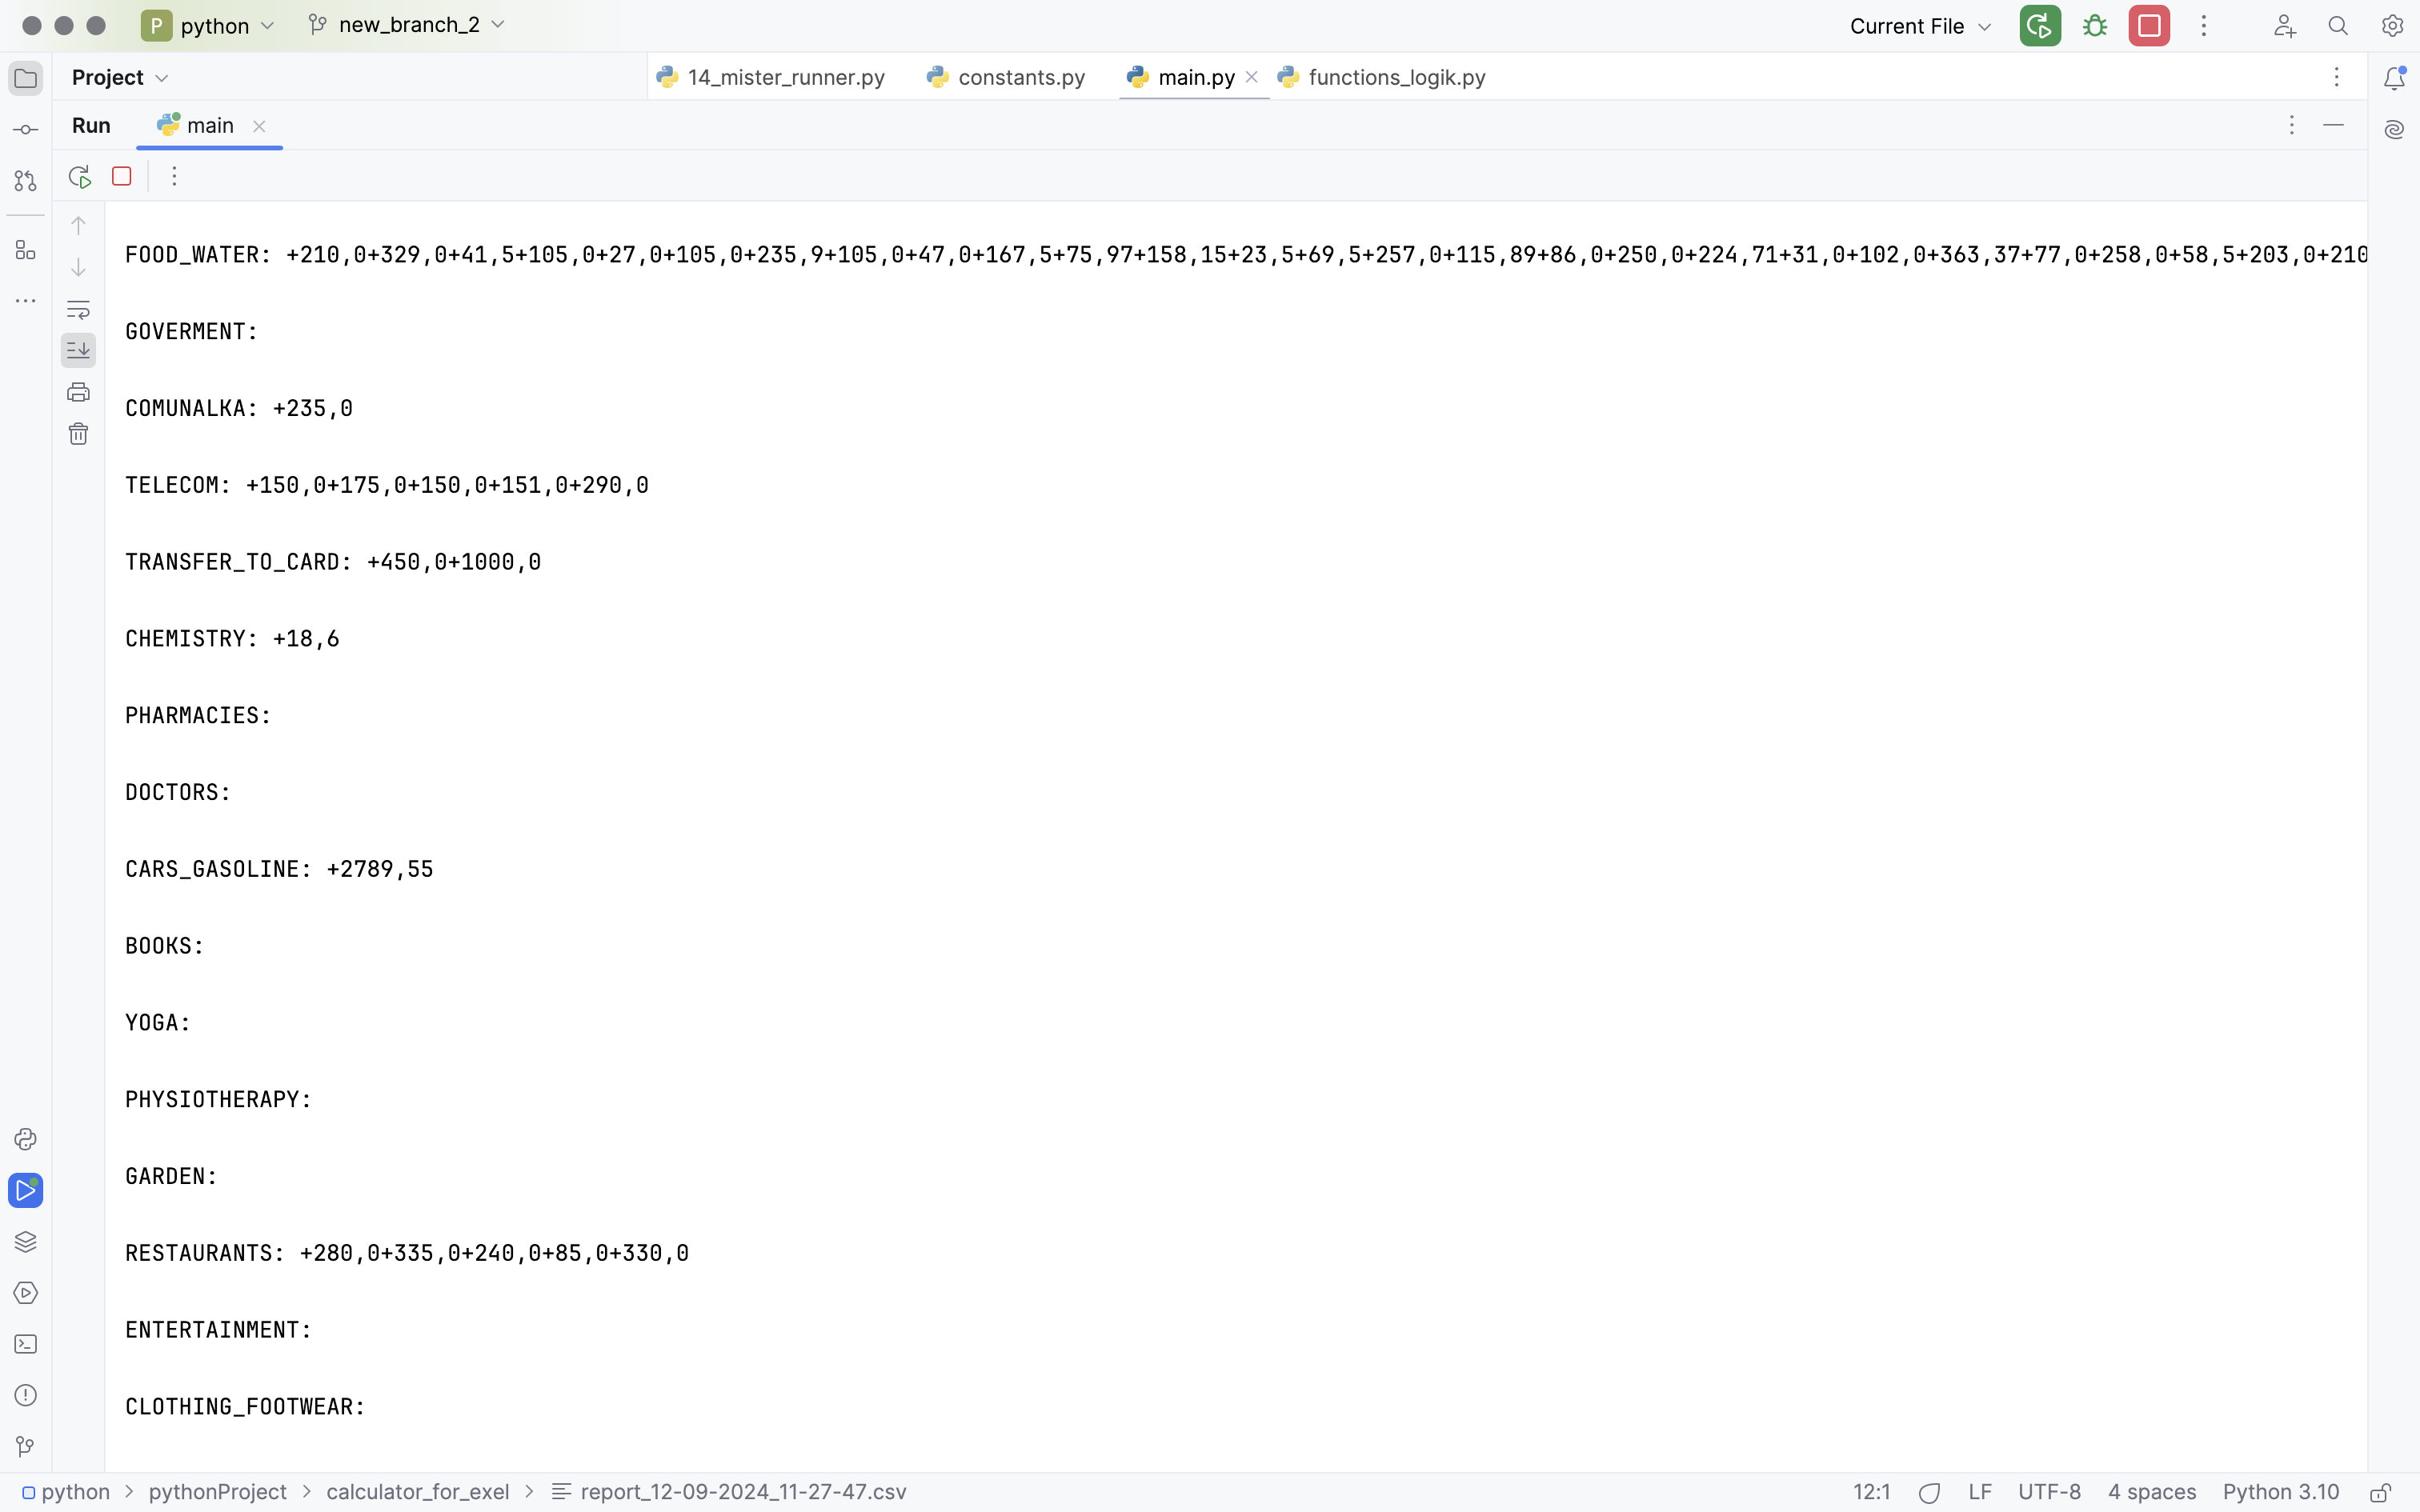 P python new_branch_2 Current File
Project 14_mister_runner.py constants.py main.py functions_logik.py
Run main
FOOD_WATER: +210,0+329,0+41,5+105,0+27,0+105,0+235,9+105,0+47,0+167,5+75,97+158,15+23,5+69,5+257,0+115,89+86,0+250,0+224,71+31,0+102,0+363,37+77,0+258,0+58,5+203,0+210
GOVERMENT:
COMUNALKA: +235,0
TELECOM: +150,0+175,0+150,0+151,0+290,0
TRANSFER_TO_CARD: +450,0+1000,0
CHEMISTRY: +18,6
PHARMACIES:
DOCTORS:
CARS_GASOLINE: +2789,55
BOOKS:
YOGA:
PHYSIOTHERAPY:
GARDEN:
RESTAURANTS: +280,0+335,0+240,0+85,0+330,0
ENTERTAINMENT:
CLOTHING_FOOTWEAR:
python > pythonProject > calculator_for_exel > report_12-09-2024_11-27-47.csv 12:1 LF UTF-8 4 spaces Python 3.10